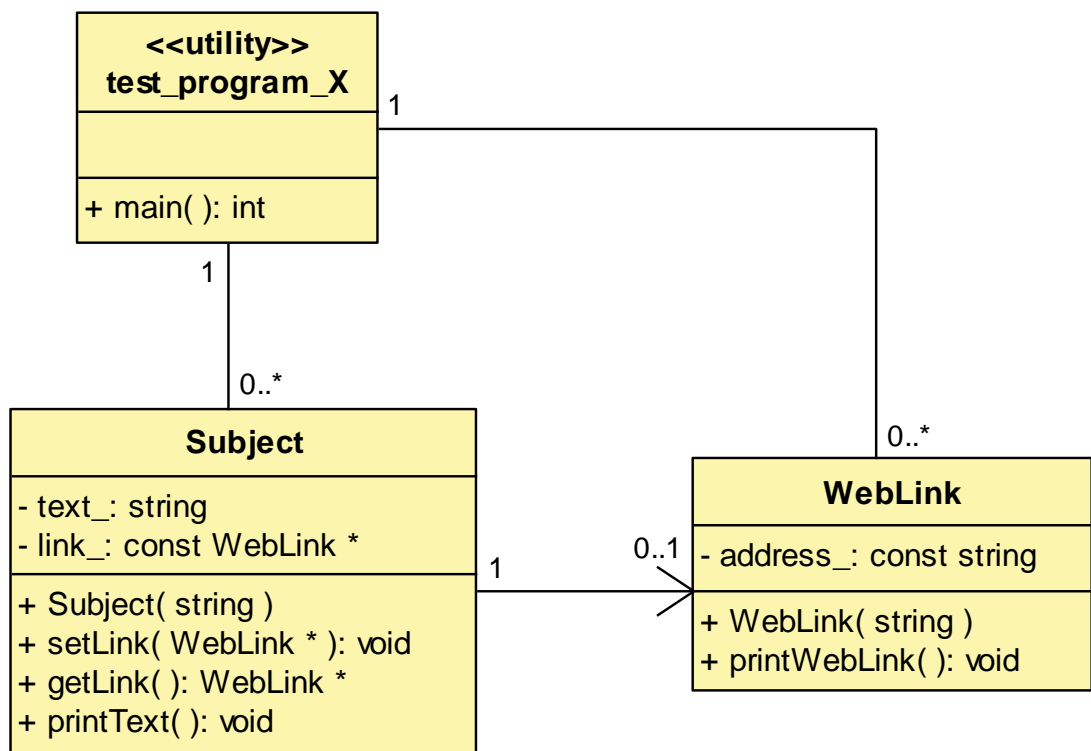 <<utility>>
test_program_X
+ main( ): int
1
1
0..*
0..*
Subject
- text_: string
- link_: const WebLink *
+ Subject( string )
+ setLink( WebLink * ): void
+ getLink( ): WebLink *
+ printText( ): void
1
0..1
WebLink
- address_: const string
+ WebLink( string )
+ printWebLink( ): void